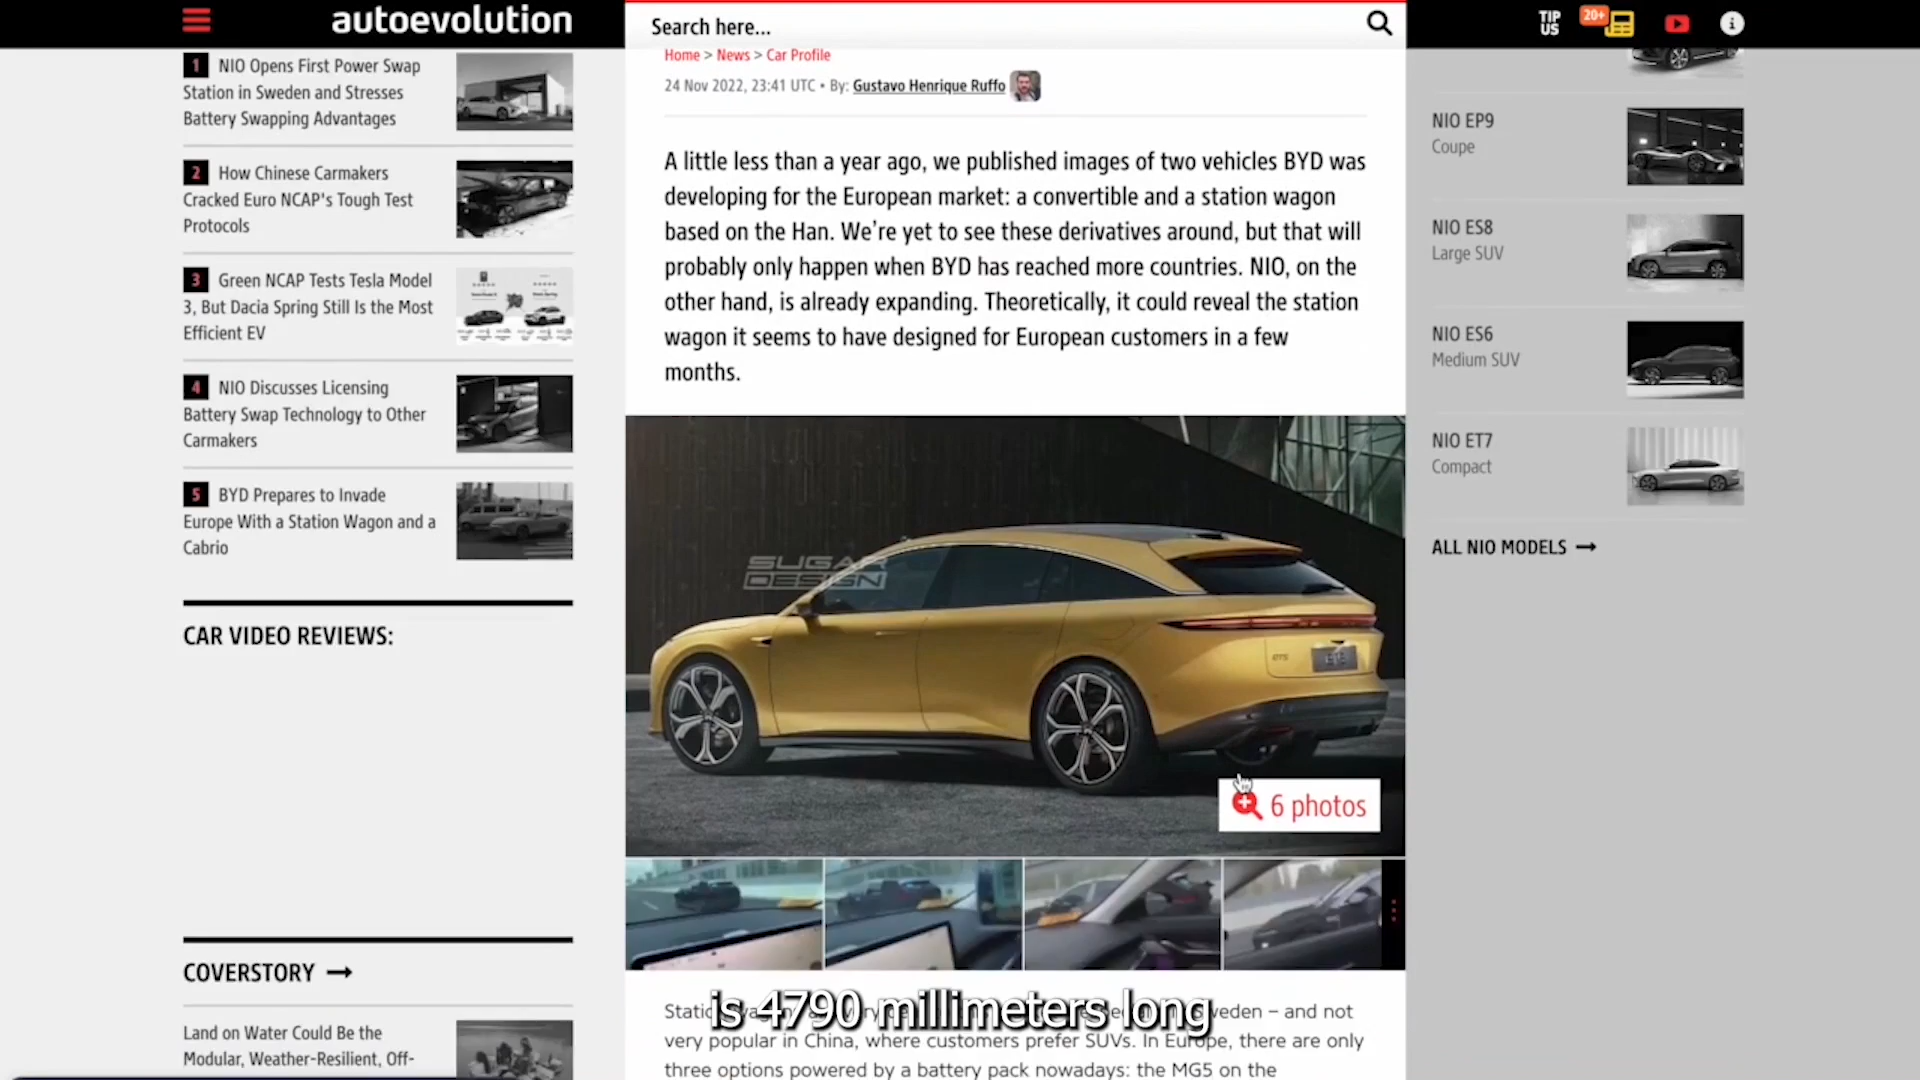 autoevolution
Search here...
TIP
US
20+
1 NIO Opens First Power Swap
Station in Sweden and Stresses
Battery Swapping Advantages
2 How Chinese Carmakers
Cracked Euro NCAP's Tough Test
Protocols
3 Green NCAP Tests Tesla Model
3, But Dacia Spring Still Is the Most
Efficient EV
4 NIO Discusses Licensing
Battery Swap Technology to Other
Carmakers
5 BYD Prepares to Invade
Europe With a Station Wagon and a
Cabrio
CAR VIDEO REVIEWS:
COVERSTORY
Land on Water Could Be the
Modular, Weather-Resilient, Off-
Home > News > Car Profile
24 Nov 2022, 23:41 UTC • By: Gustavo Henrique Ruffo
A little less than a year ago, we published images of two vehicles BYD was
developing for the European market: a convertible and a station wagon
based on the Han. We're yet to see these derivatives around, but that will
probably only happen when BYD has reached more countries. NIO, on the
other hand, is already expanding. Theoretically, it could reveal the station
wagon it seems to have designed for European customers in a few
months.
SUGAR
DESIGN
ET5
6 photos
is 4790 millimeters long
– and not
very popular in China, where customers prefer SUVs. In Europe, there are only
three options powered by a battery pack nowadays: the MG5 on the
NIO EP9
Coupe
NIO ES8
Large SUV
NIO ES6
Medium SUV
NIO ET7
Compact
ALL NIO MODELS